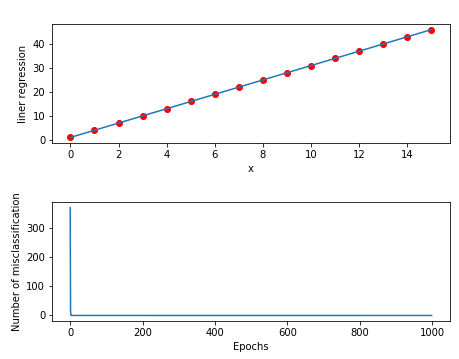 liner regression
40
30
20
10
0
0 2 4 6 8 10 12 14
x
Number of misclassification
300
200
100
0
0 200 400 600 800 1000
Epochs